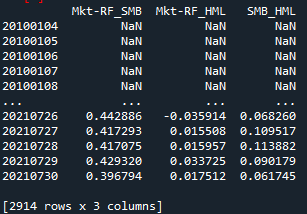 Mkt-RF_SMB Mkt-RF_HML SMB_HML
20100104 NaN NaN NaN
20100105 NaN NaN NaN
20100106 NaN NaN NaN
20100107 NaN NaN NaN
20100108 NaN NaN NaN
... ... ... ...
20210726 0.442886 -0.035914 0.068260
20210727 0.417293 0.015508 0.109517
20210728 0.417075 0.015957 0.113882
20210729 0.429320 0.033725 0.090179
20210730 0.396794 0.017512 0.061745
[2914 rows x 3 columns]